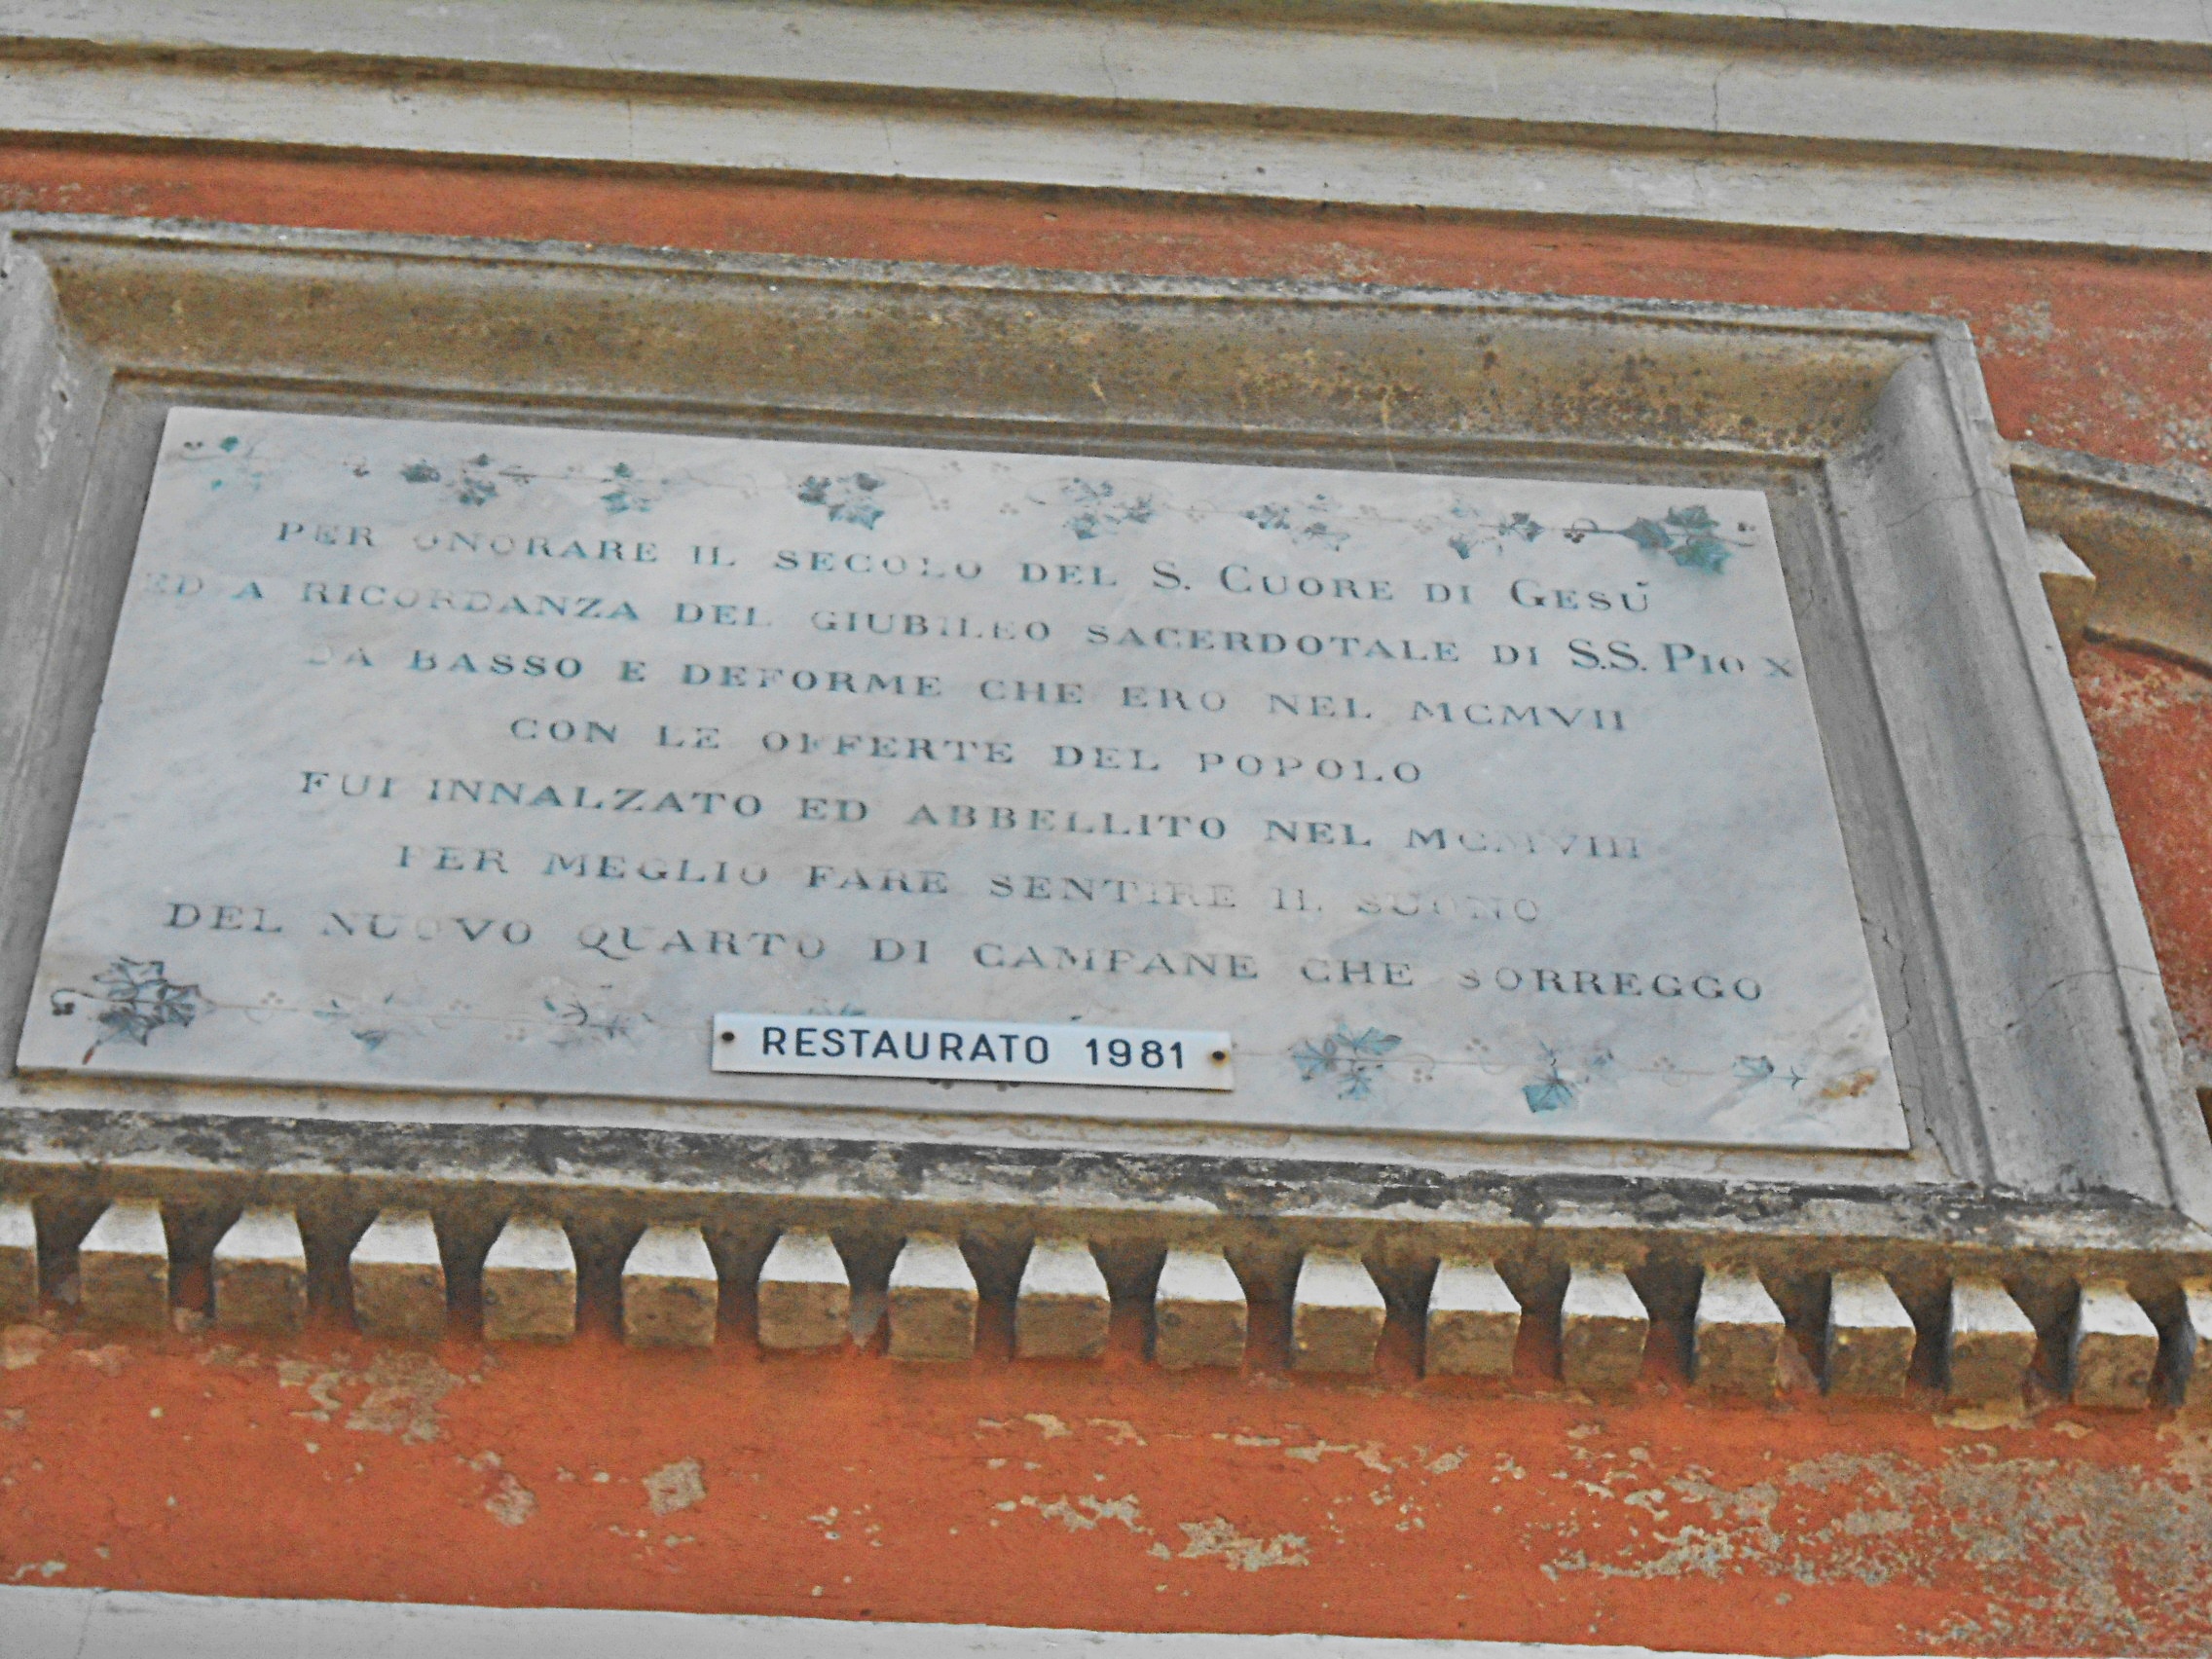 PER ONORARE IL SECOLO DEL S. CUORE DI GESÙ
ED A RICORDANZA DEL GIUBILEO SACERDOTALE DI S.S. PIO X
DA BASSO E DEFORME CHE ERO NEL MCMVII
CON LE OFFERTE DEL POPOLO
FUI INNALZATO ED ABBELLITO NEL MCMVIII
PER MEGLIO FARE SENTIRE IL SUONO
DEL NUOVO QUARTO DI CAMPANE CHE SORREGGO
RESTAURATO 1981